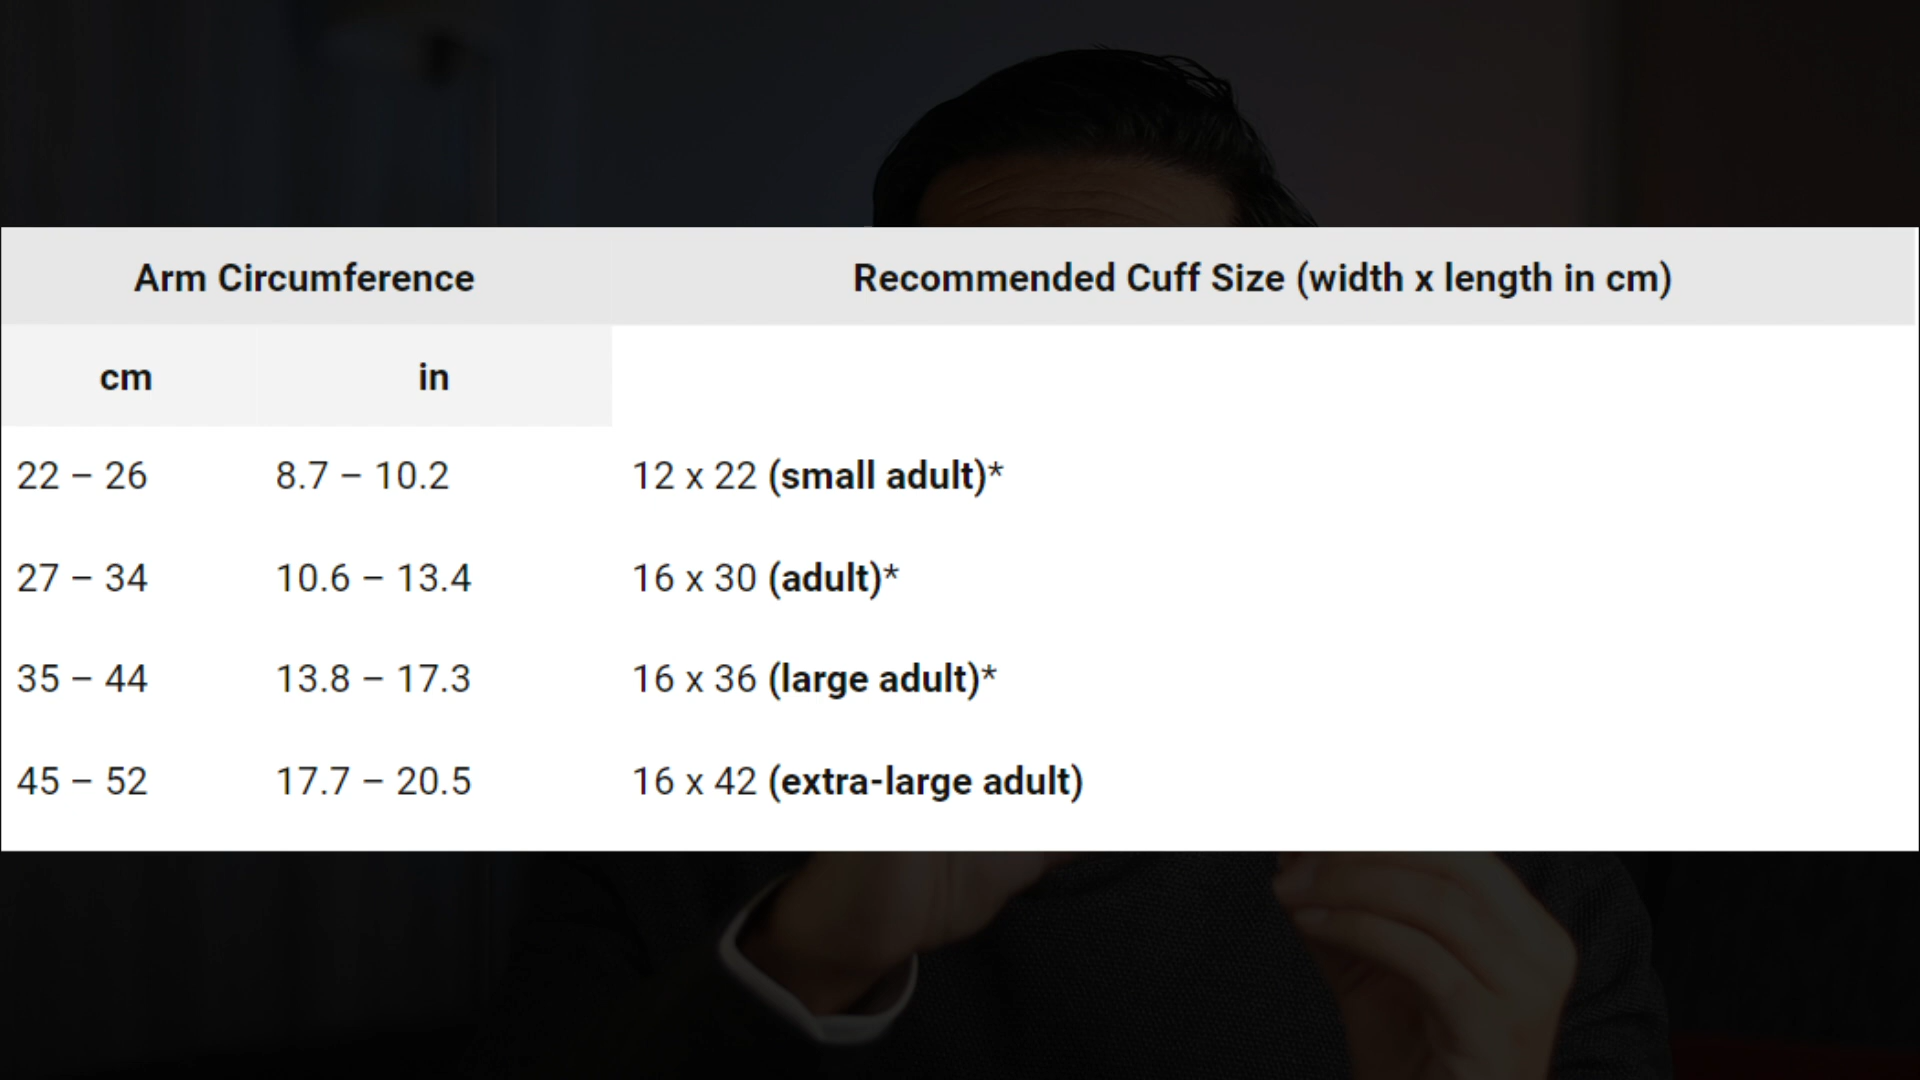 Arm Circumference Recommended Cuff Size (width x length in cm)
cm in
22 – 26 8.7 – 10.2 12 x 22 (small adult)*
27 – 34 10.6 – 13.4 16 x 30 (adult)*
35 – 44 13.8 – 17.3 16 x 36 (large adult)*
45 – 52 17.7 – 20.5 16 x 42 (extra-large adult)